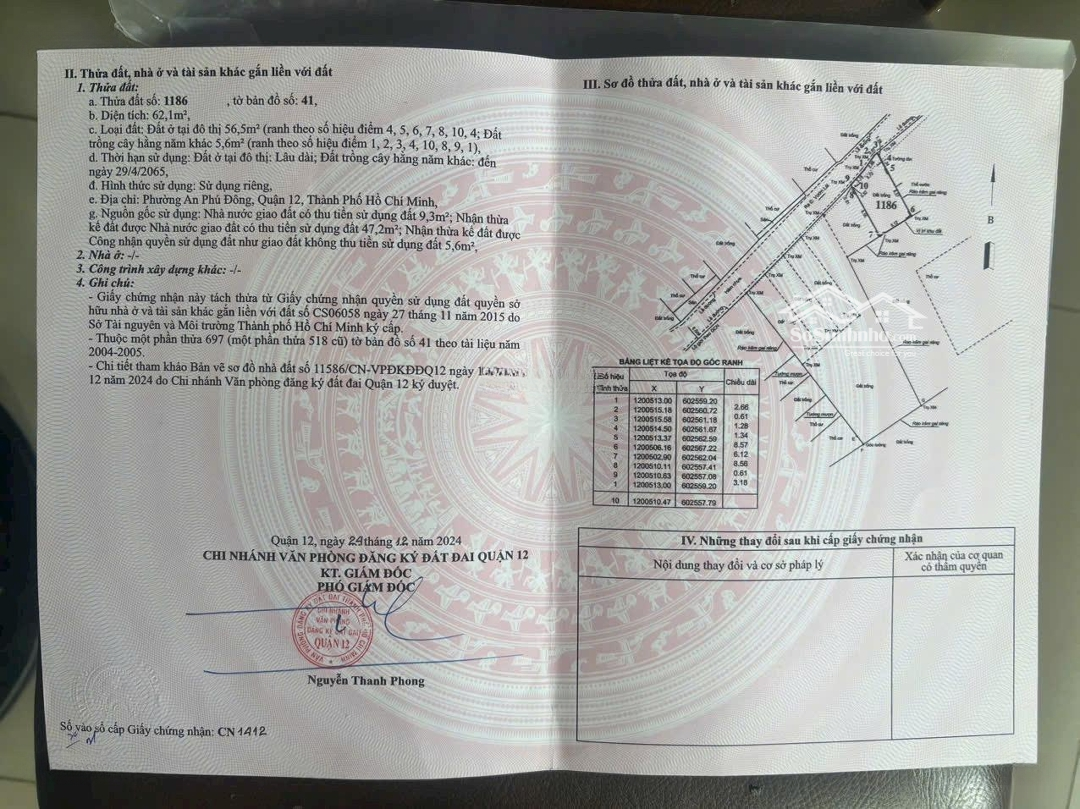 II. Thửa đất, nhà ở và tài sản khác gắn liền với đất
1. Thửa đất:
a. Thửa đất số: 1186 , tờ bản đồ số: 41,
b. Diện tích: 62,1m²,
c. Loại đất: Đất ở tại đô thị 56,5m² (ranh theo số hiệu điểm 4, 5, 6, 7, 8, 10, 4; Đất
trồng cây hằng năm khác 5,6m² (ranh theo số hiệu điểm 1, 2, 3, 4, 10, 8, 9, 1),
d. Thời hạn sử dụng: Đất ở tại đô thị: Lâu dài; Đất trồng cây hằng năm khác: đến
ngày 29/4/2065,
đ. Hình thức sử dụng: Sử dụng riêng,
e. Địa chỉ: Phường An Phú Đông, Quận 12, Thành Phố Hồ Chí Minh,
g. Nguồn gốc sử dụng: Nhà nước giao đất có thu tiền sử dụng đất 9,3m²; Nhận thừa
kế đất được Nhà nước giao đất có thu tiền sử dụng đất 47,2m²; Nhận thừa kế đất được
Công nhận quyền sử dụng đất như giao đất không thu tiền sử dụng đất 5,6m²,
2. Nhà ở: -/-
3. Công trình xây dựng khác: -/-
4. Ghi chú:
- Giấy chứng nhận này tách thửa từ Giấy chứng nhận quyền sử dụng đất quyền sở
hữu nhà ở và tài sản khác gắn liền với đất số CS06058 ngày 27 tháng 11 năm 2015 do
Sở Tài nguyên và Môi trường Thành phố Hồ Chí Minh ký cấp.
- Thuộc một phần thửa 697 (một phần thửa 518 cũ) tờ bản đồ số 41 theo tài liệu năm
2004-2005.
- Chi tiết tham khảo Bản vẽ sơ đồ nhà đất số 11586/CN-VPĐKĐĐQ12 ngày
12 năm 2024 do Chi nhánh Văn phòng đăng ký đất đai Quận 12 ký duyệt.
Quận 12, ngày 24 tháng 12 năm 2024
CHI NHÁNH VĂN PHÒNG ĐĂNG KÝ ĐẤT ĐAI QUẬN 12
KT. GIÁM ĐỐC
PHÓ GIÁM ĐỐC
CHI NHÁNH
VĂN PHÒNG
ĐĂNG KÝ ĐẤT ĐAI
QUẬN 12
Nguyễn Thanh Phong
Số vào sổ cấp Giấy chứng nhận: CN 1412
III. Sơ đồ thửa đất, nhà ở và tài sản khác gắn liền với đất
1186
B
Sosanhnha.com
BẢNG LIỆT KÊ TỌA ĐỘ GÓC RANH
Số hiệu đỉnh thửa Tọa độ Chiều dài
X Y
1 1200513.00 602559.20
2.66
2 1200515.18 602560.72
0.61
3 1200515.58 602561.18
1.28
4 1200514.50 602561.87
1.34
5 1200513.37 602562.59
8.57
6 1200506.16 602567.22
6.12
7 1200502.90 602562.04
8.56
8 1200510.11 602557.41
0.61
9 1200510.63 602557.08
3.18
1 1200513.00 602559.20
10 1200510.47 602557.79
IV. Những thay đổi sau khi cấp giấy chứng nhận
Nội dung thay đổi và cơ sở pháp lý
Xác nhận của cơ quan
có thẩm quyền